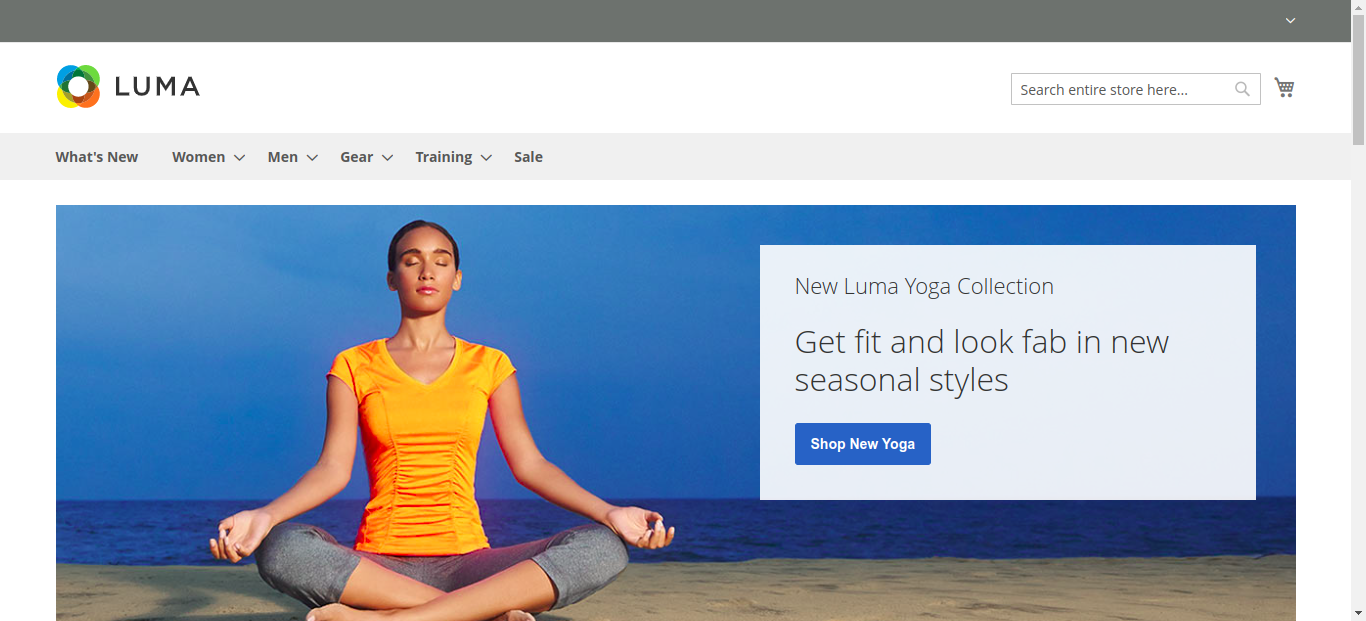 LUMA
Search entire store here...
What's New Women Men Gear Training Sale
New Luma Yoga Collection
Get fit and look fab in new
seasonal styles
Shop New Yoga